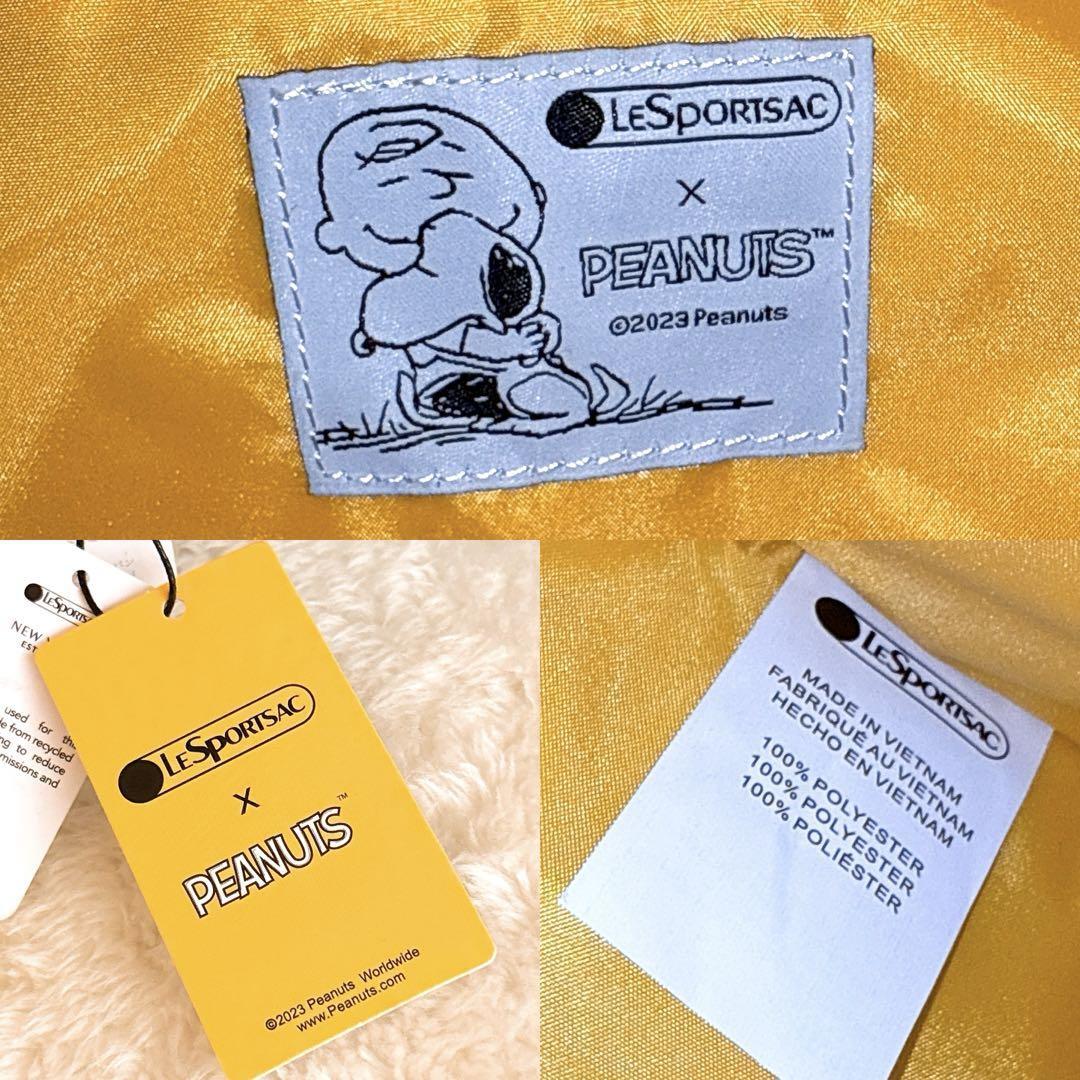 LESPORTSAC
X
PEANUTS™
©2023 Peanuts
NEW
used for
from recycled
to reduce
and
LESPORTSAC
X
PEANUTS™
©2023 Peanuts Worldwide
www.Peanuts.com
LESPORTSAC
MADE IN VIETNAM
FABRIQUÉ AU VIETNAM
HECHO EN VIETNAM
100% POLYESTER
100% POLYESTER
100% POLIÉSTER